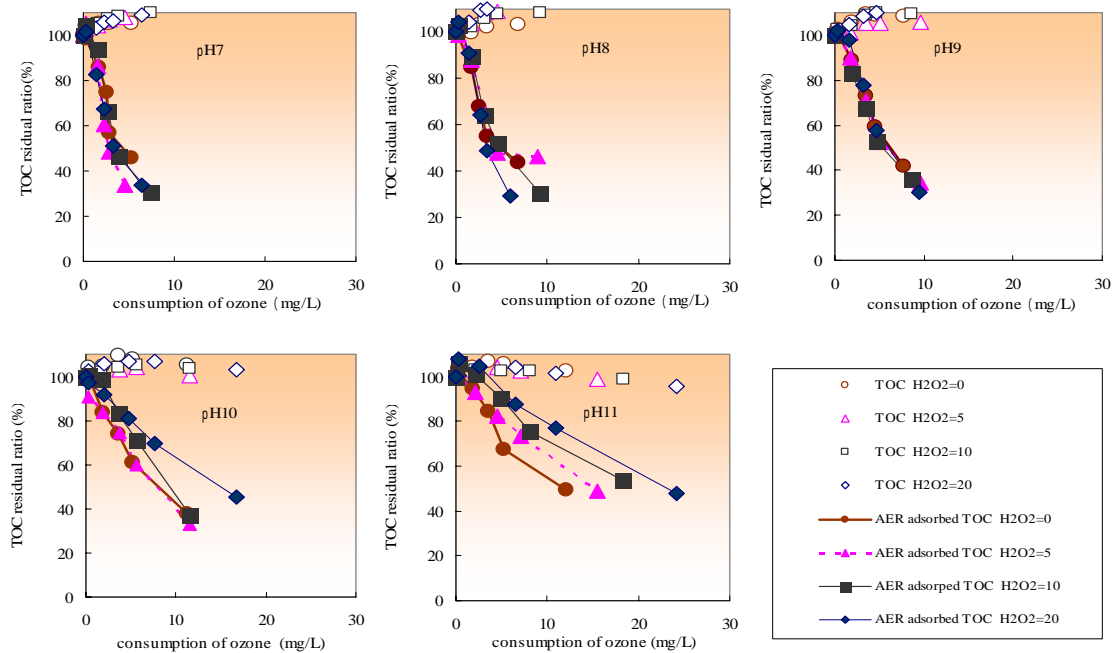 100
80
60
40
20
0
TOC rsidual ratio(%)
pH7
0 10 20 30
consumption of ozone (mg/L)
100
80
60
40
20
0
TOC rsidual ratio(%)
pH8
0 10 20 30
consumption of ozone (mg/L)
100
80
60
40
20
0
TOC rsidual ratio(%)
pH9
0 10 20 30
consumption of ozone (mg/L)
100
80
60
40
20
0
TOC residual ratio (%)
pH10
0 10 20 30
consumption of ozone (mg/L)
100
80
60
40
20
0
TOC residual ratio (%)
pH11
0 10 20 30
consumption of ozone (mg/L)
TOC H2O2=0
TOC H2O2=5
TOC H2O2=10
TOC H2O2=20
AER adsorbed TOC H2O2=0
AER adsorbed TOC H2O2=5
AER adsorped TOC H2O2=10
AER adsorbed TOC H2O2=20